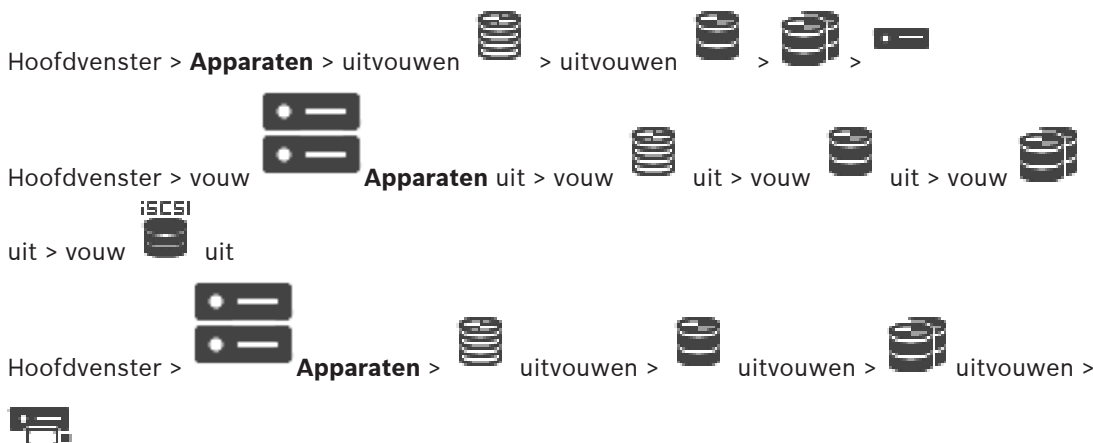 Hoofdvenster > Apparaten > uitvouwen > uitvouwen > >
Hoofdvenster > vouw Apparaten uit > vouw uit > vouw uit > vouw
iSCSI
uit > vouw uit
Hoofdvenster > Apparaten > uitvouwen > uitvouwen > uitvouwen >